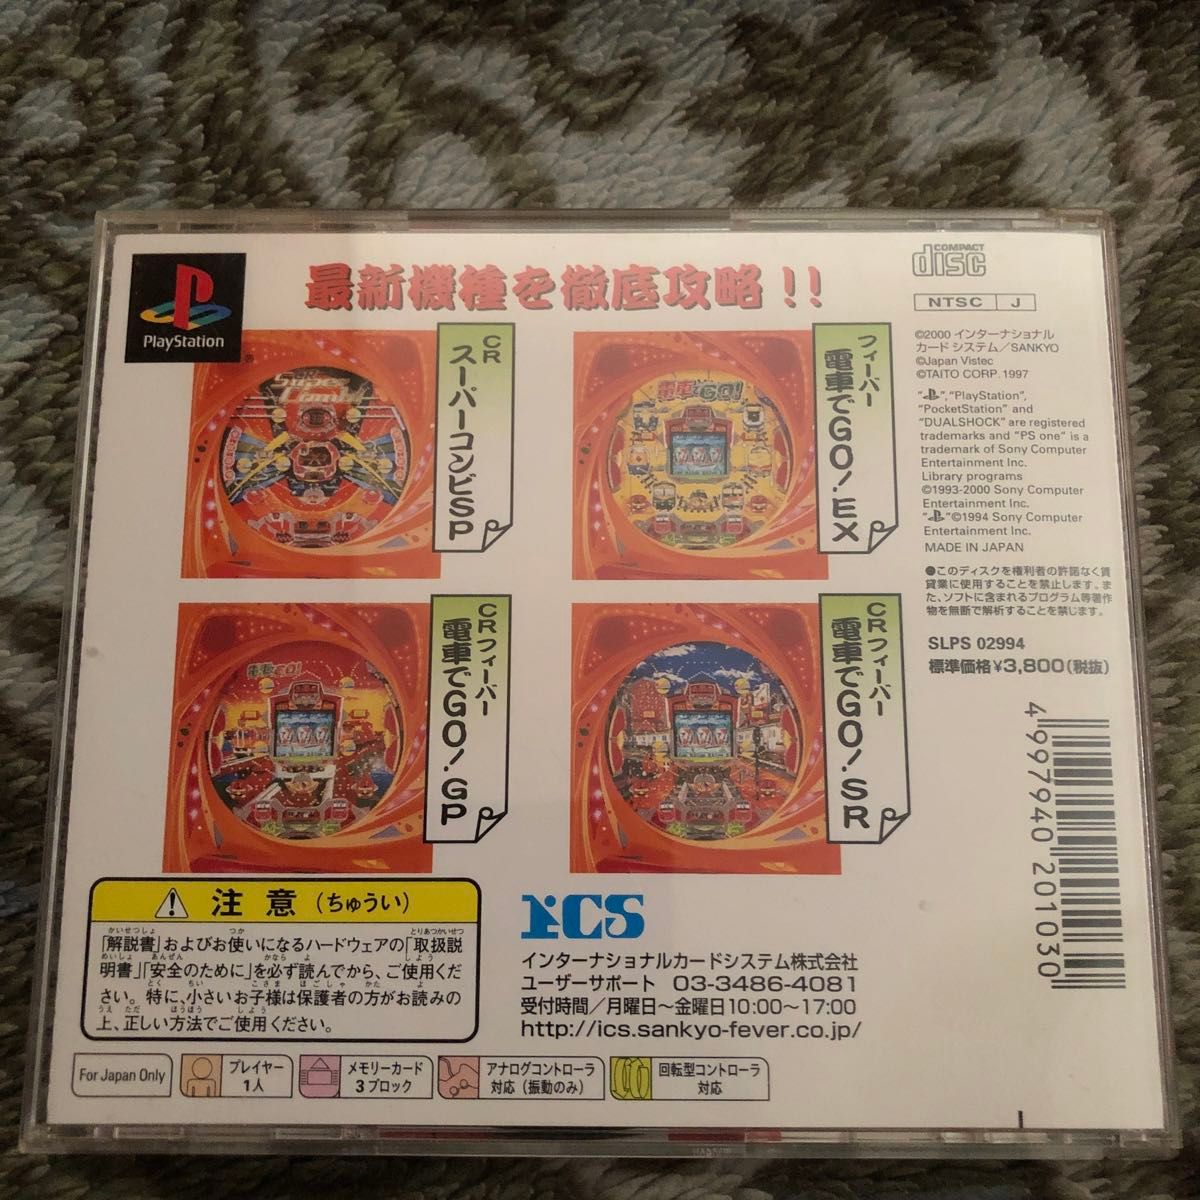 PlayStation
最新機種を徹底攻略!!
COMPACT
disc
NTSC J
CR
スーパーコンビSP
フィーバー
電車でGO!EX
CRフィーバー
電車でGO!GP
CRフィーバー
電車でGO!SR
Super
電車でGO!
電車でGO!
©2000 インターナショナル
カード システム/SANKYO
©Japan Vistec
©TAITO CORP. 1997
"", "PlayStation",
"PocketStation" and
"DUALSHOCK" are registered
trademarks and "PS one" is a
trademark of Sony Computer
Entertainment Inc.
Library programs
©1993-2000 Sony Computer
Entertainment Inc.
""©1994 Sony Computer
Entertainment Inc.
MADE IN JAPAN
●このディスクを権利者の許諾なく賃
貸業に使用することを禁止します。ま
た、ソフトに含まれるプログラム等著作
物を無断で解析することを禁じます。
SLPS 02994
標準価格¥3,800(税抜)
4 997940 201030
注意(ちゅうい)
「解説書」およびお使いになるハードウェアの「取扱説
明書」「安全のために」を必ず読んでから、ご使用くだ
さい。特に、小さいお子様は保護者の方がお読みの
上、正しい方法でご使用ください。
ICS
インターナショナルカードシステム株式会社
ユーザーサポート 03-3486-4081
受付時間/月曜日~金曜日10:00~17:00
http://ics.sankyo-fever.co.jp/
For Japan Only
プレイヤー
1人
メモリーカード
3ブロック
アナログコントローラ
対応(振動のみ)
回転型コントローラ
対応